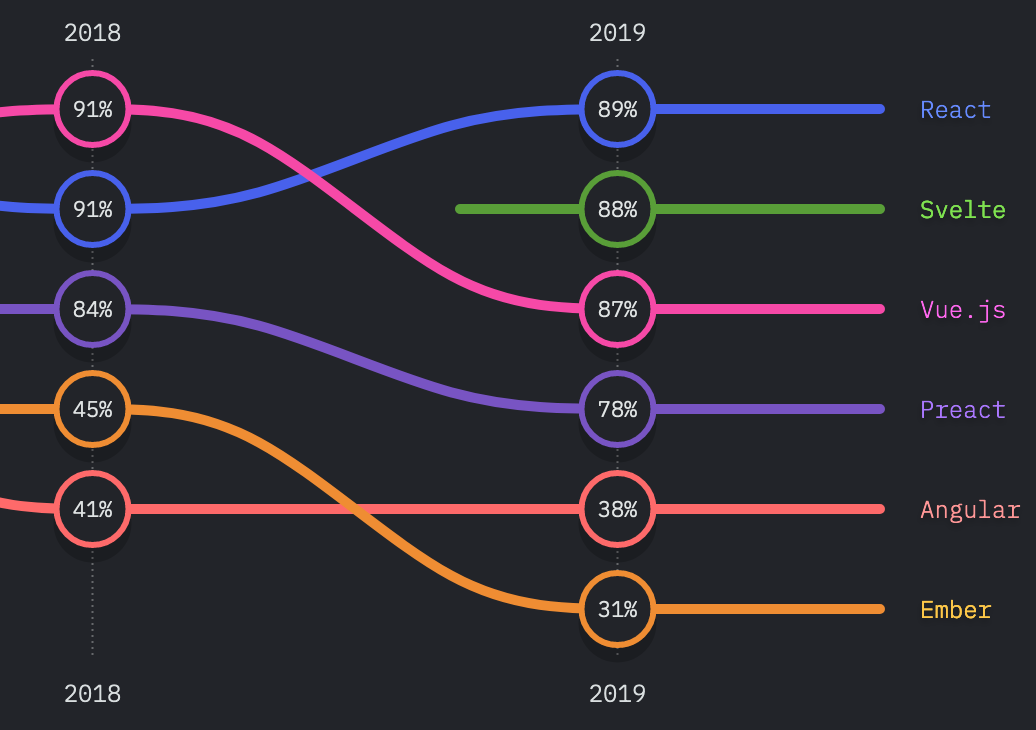 2018 2019
91% 89% React
91% 88% Svelte
84% 87% Vue.js
45% 78% Preact
41% 38% Angular
31% Ember
2018 2019